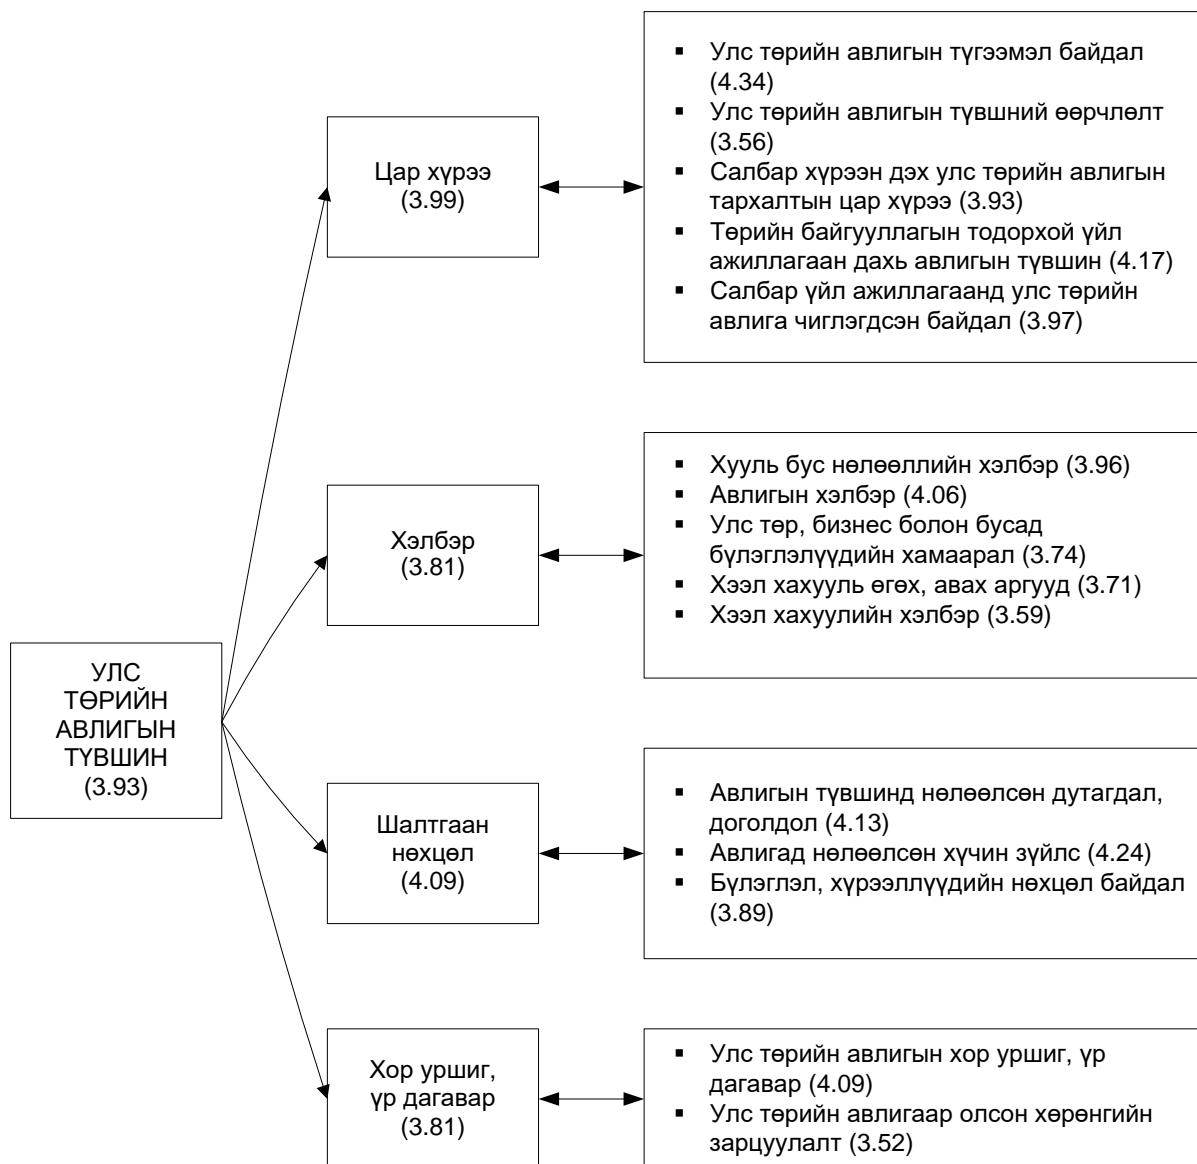 УЛС
ТӨРИЙН
АВЛИГЫН
ТҮВШИН
(3.93)
Цар хүрээ
(3.99)
▪ Улс төрийн авлигын түгээмэл байдал
(4.34)
▪ Улс төрийн авлигын түвшний өөрчлөлт
(3.56)
▪ Салбар хүрээн дэх улс төрийн авлигын
тархалтын цар хүрээ (3.93)
▪ Төрийн байгууллагын тодорхой үйл
ажиллагаан дахь авлигын түвшин (4.17)
▪ Салбар үйл ажиллагаанд улс төрийн
авлига чиглэгдсэн байдал (3.97)
Хэлбэр
(3.81)
▪ Хууль бус нөлөөллийн хэлбэр (3.96)
▪ Авлигын хэлбэр (4.06)
▪ Улс төр, бизнес болон бусад
бүлэглэлүүдийн хамаарал (3.74)
▪ Хээл хахууль өгөх, авах аргууд (3.71)
▪ Хээл хахуулийн хэлбэр (3.59)
Шалтгаан
нөхцөл
(4.09)
▪ Авлигын түвшинд нөлөөлсөн дутагдал,
доголдол (4.13)
▪ Авлигад нөлөөлсөн хүчин зүйлс (4.24)
▪ Бүлэглэл, хүрээллүүдийн нөхцөл байдал
(3.89)
Хор уршиг,
үр дагавар
(3.81)
▪ Улс төрийн авлигын хор уршиг, үр
дагавар (4.09)
▪ Улс төрийн авлигаар олсон хөрөнгийн
зарцуулалт (3.52)